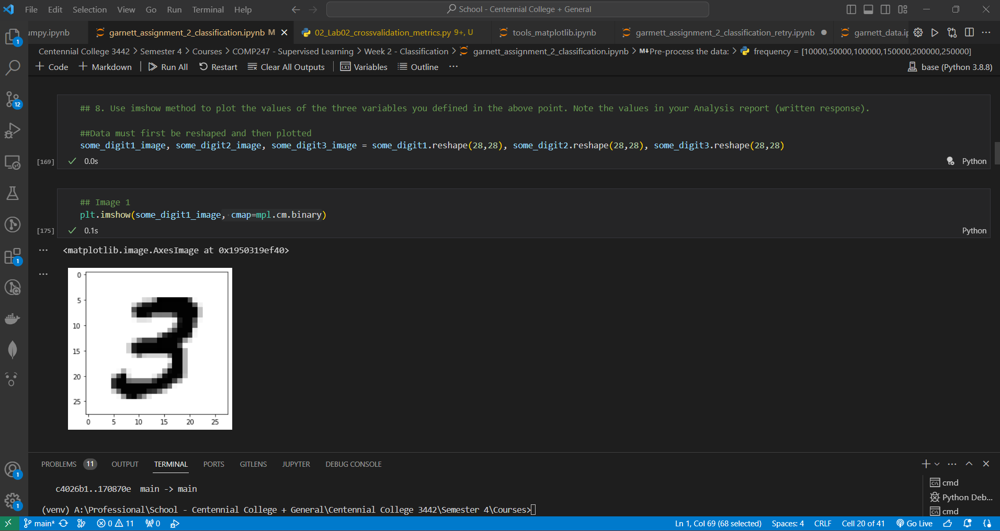 File Edit Selection View Go Run Terminal Help
School - Centennial College + General
umpy.ipynb
garnett_assignment_2_classification.ipynb M
02_Lab02_crossvalidation_metrics.py 9+, U
tools_matplotlib.ipynb
garmett_assignment_2_classification_retry.ipynb
garnett_data.ip
Centennial College 3442 > Semester 4 > Courses > COMP247 - Supervised Learning > Week 2 - Classification > garnett_assignment_2_classification.ipynb > M↓Pre-process the data: > frequency = [10000,50000,100000,150000,200000,250000]
+ Code + Markdown | Run All Restart Clear All Outputs | Variables Outline ···
base (Python 3.8.8)
## 8. Use imshow method to plot the values of the three variables you defined in the above point. Note the values in your Analysis report (written response).
##Data must first be reshaped and then plotted
some_digit1_image, some_digit2_image, some_digit3_image = some_digit1.reshape(28,28), some_digit2.reshape(28,28), some_digit3.reshape(28,28)
[169] ✓ 0.0s Python
## Image 1
plt.imshow(some_digit1_image, cmap=mpl.cm.binary)
[175] ✓ 0.1s Python
<matplotlib.image.AxesImage at 0x1950319ef40>
0
5
10
15
20
25
0 5 10 15 20 25
3
PROBLEMS 11 OUTPUT TERMINAL PORTS GITLENS JUPYTER DEBUG CONSOLE
c4026b1..170870e main -> main
(venv) A:\Professional\School - Centennial College + General\Centennial College 3442\Semester 4\Courses>
cmd
Python Deb...
cmd
1
12
1
1
1
main* 0 11 0
Ln 1, Col 69 (68 selected) Spaces: 4 CRLF Cell 20 of 41 Go Live